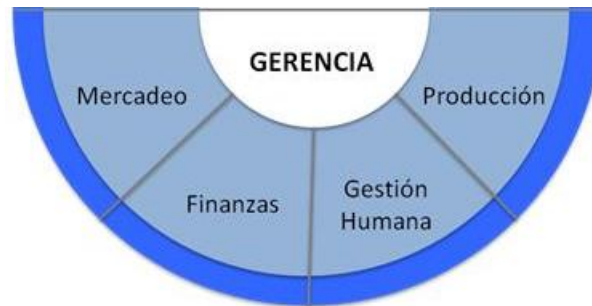 GERENCIA
Mercadeo
Producción
Finanzas
Gestión
Humana